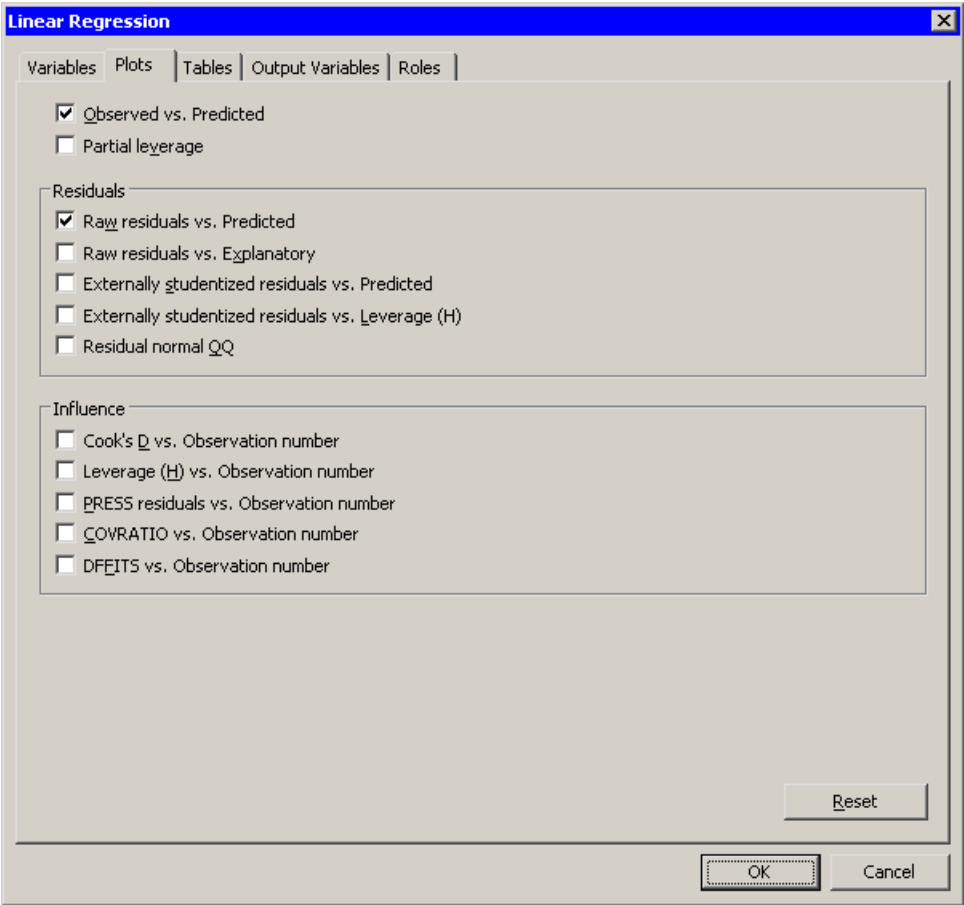 Linear Regression
Variables Plots Tables Output Variables Roles
Observed vs. Predicted
Partial leverage
Residuals
Raw residuals vs. Predicted
Raw residuals vs. Explanatory
Externally studentized residuals vs. Predicted
Externally studentized residuals vs. Leverage (H)
Residual normal QQ
Influence
Cook's D vs. Observation number
Leverage (H) vs. Observation number
PRESS residuals vs. Observation number
COVRATIO vs. Observation number
DFFITS vs. Observation number
Reset
OK Cancel